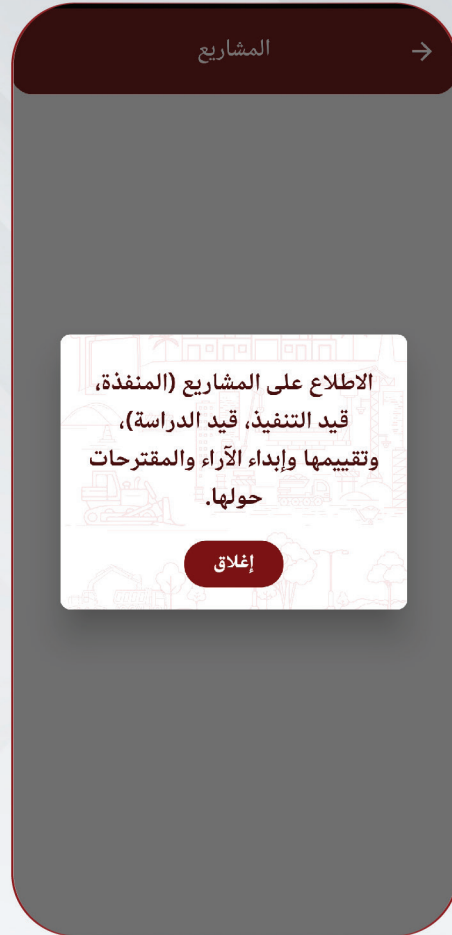 المشاريع
الاطلاع على المشاريع (المنفذة،
قيد التنفيذ، قيد الدراسة)،
وتقييمها وإبداء الآراء والمقترحات
حولها.
إغلاق